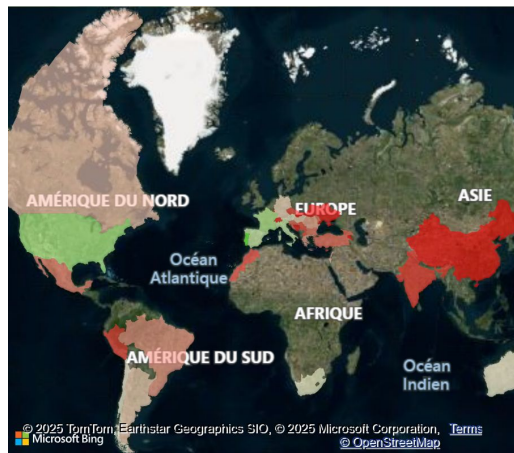 AMÉRIQUE DU NORD
EUROPE
ASIE
Océan
Atlantique
AFRIQUE
AMÉRIQUE DU SUD
Océan
Indien
© 2025 TomTom, Earthstar Geographics SIO, © 2025 Microsoft Corporation, Terms
Microsoft Bing
© OpenStreetMap